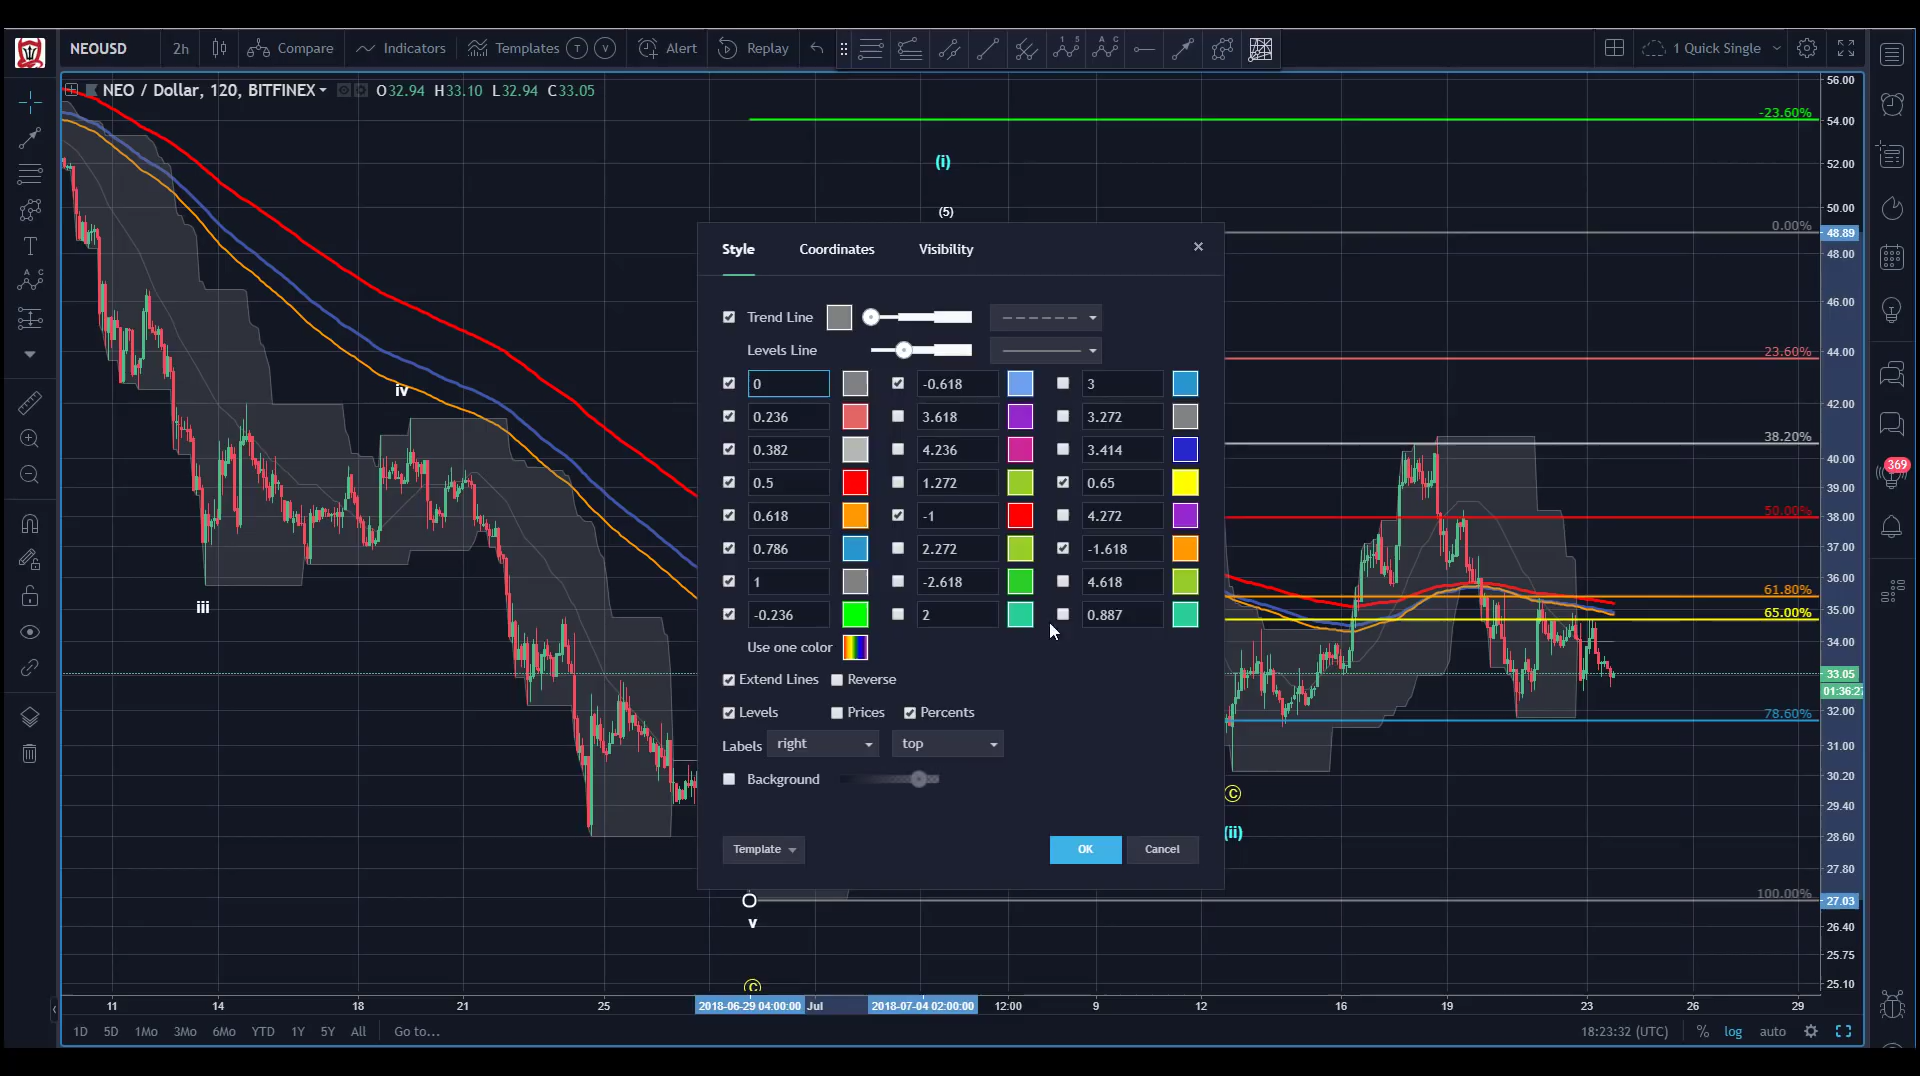 NEOUSD 2h Compare Indicators Templates T V Alert Replay 1 Quick Single
NEO / Dollar, 120, BITFINEX O32.94 H33.10 L32.94 C33.05
56.00
-23.60%
54.00
(i)
52.00
(5)
50.00
0.00%
48.89
48.00
46.00
23.60%
44.00
42.00
38.20%
40.00
39.00
50.00%
38.00
37.00
36.00
61.80%
65.00%
35.00
34.00
33.05
01:36:27
78.60%
32.00
31.00
30.20
29.40
28.60
27.80
100.00%
27.03
26.40
25.75
25.10
iv
iii
v
C
C
(ii)
369
Style Coordinates Visibility
Trend Line
Levels Line
0 -0.618 3
0.236 3.618 3.272
0.382 4.236 3.414
0.5 1.272 0.65
0.618 -1 4.272
0.786 2.272 -1.618
1 -2.618 4.618
-0.236 2 0.887
Use one color
Extend Lines Reverse
Levels Prices Percents
Labels right top
Background
Template OK Cancel
11 14 18 21 25 2018-06-29 04:00:00 Jul 2018-07-04 02:00:00 12:00 9 12 16 19 23 26 29
1D 5D 1Mo 3Mo 6Mo YTD 1Y 5Y All Go to... 18:23:32 (UTC) % log auto